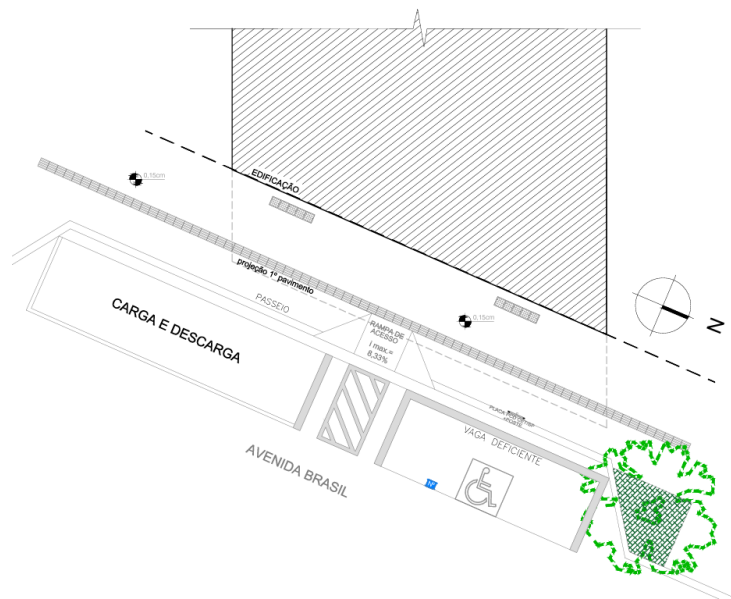 EDIFICAÇÃO
0.15cm
projeção 1º pavimento
PASSEIO
CARGA E DESCARGA
RAMPA DE
ACESSO
i max.=
8,33%
0.15cm
N
VAGA DEFICIENTE
AVENIDA BRASIL